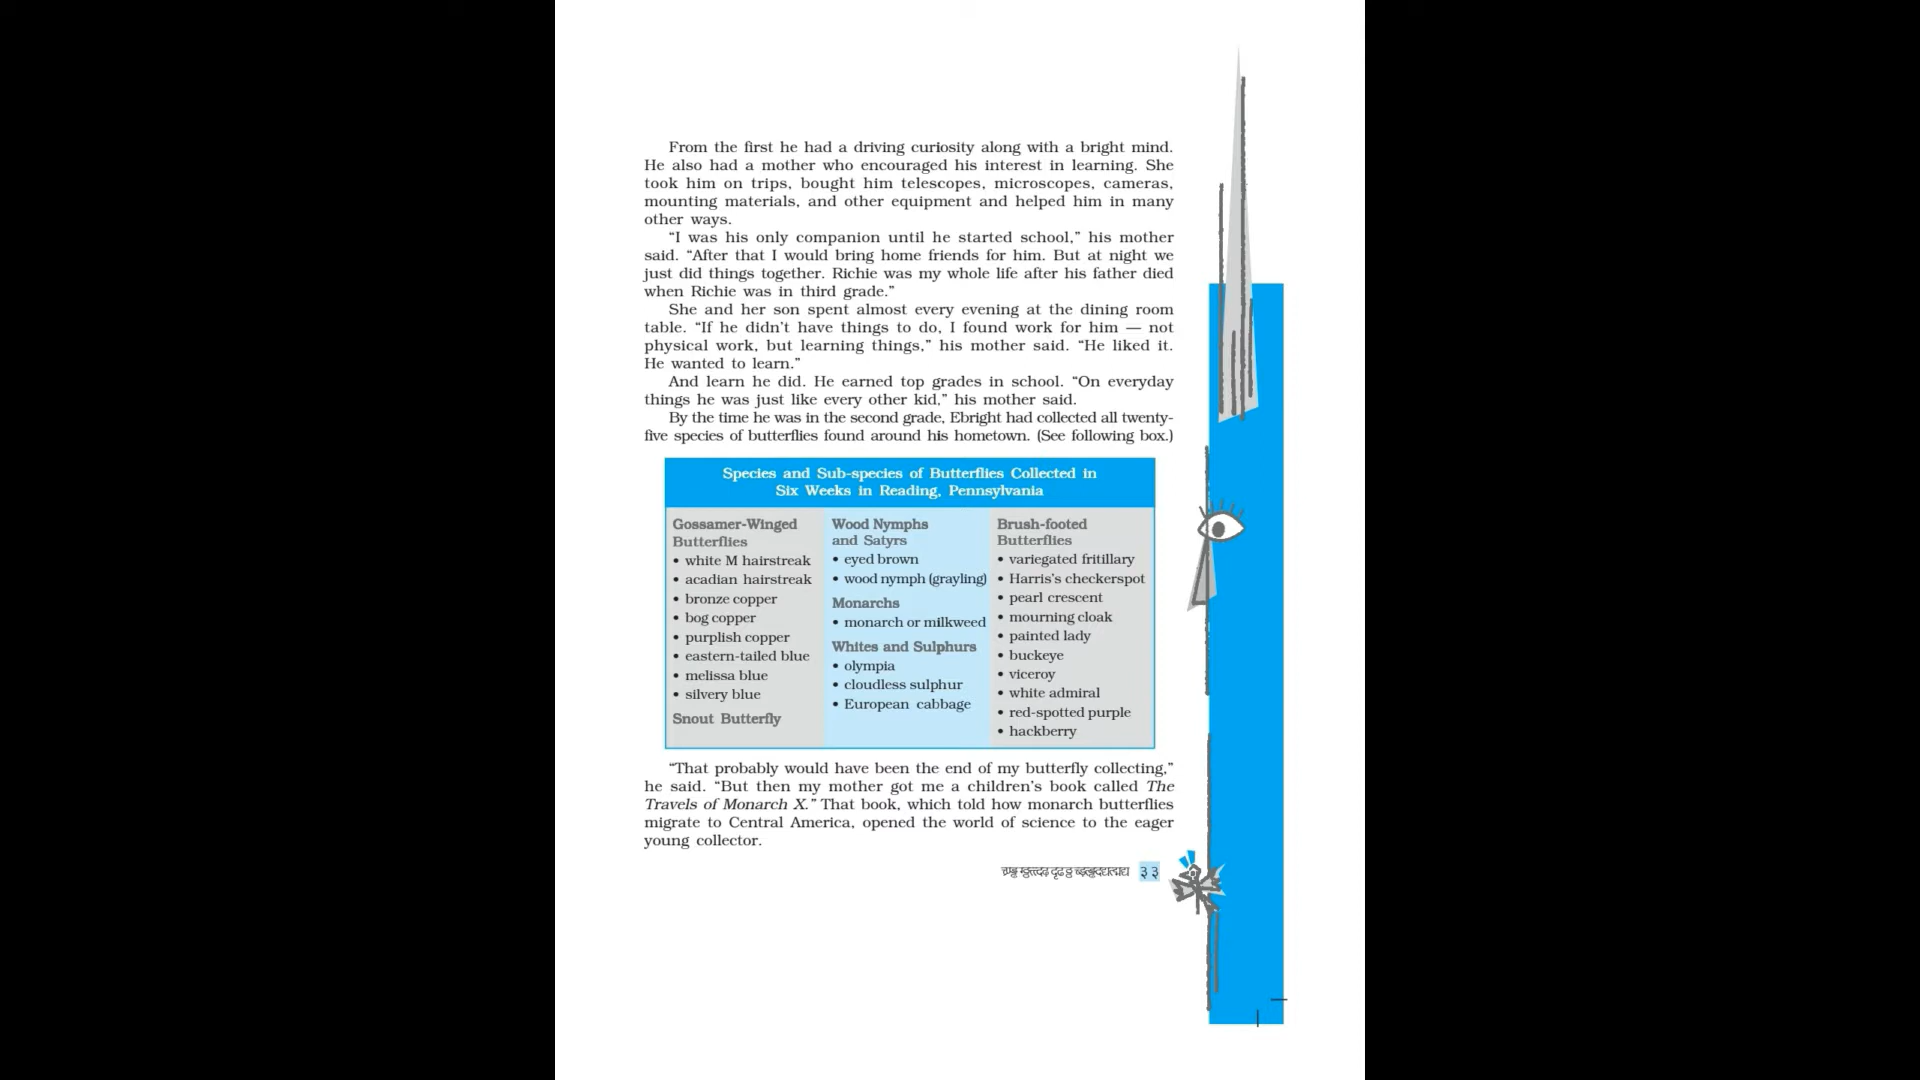 From the first he had a driving curiosity along with a bright mind.
He also had a mother who encouraged his interest in learning. She
took him on trips, bought him telescopes, microscopes, cameras,
mounting materials, and other equipment and helped him in many
other ways.
“I was his only companion until he started school,” his mother
said. “After that I would bring home friends for him. But at night we
just did things together. Richie was my whole life after his father died
when Richie was in third grade.”
She and her son spent almost every evening at the dining room
table. “If he didn’t have things to do, I found work for him — not
physical work, but learning things,” his mother said. “He liked it.
He wanted to learn.”
And learn he did. He earned top grades in school. “On everyday
things he was just like every other kid,” his mother said.
By the time he was in the second grade, Ebright had collected all twenty-
five species of butterflies found around his hometown. (See following box.)
Species and Sub-species of Butterflies Collected in
Six Weeks in Reading, Pennsylvania
Gossamer-Winged
Butterflies
• white M hairstreak
• acadian hairstreak
• bronze copper
• bog copper
• purplish copper
• eastern-tailed blue
• melissa blue
• silvery blue
Snout Butterfly
Wood Nymphs
and Satyrs
• eyed brown
• wood nymph (grayling)
Monarchs
• monarch or milkweed
Whites and Sulphurs
• olympia
• cloudless sulphur
• European cabbage
Brush-footed
Butterflies
• variegated fritillary
• Harris’s checkerspot
• pearl crescent
• mourning cloak
• painted lady
• buckeye
• viceroy
• white admiral
• red-spotted purple
• hackberry
“That probably would have been the end of my butterfly collecting,”
he said. “But then my mother got me a children’s book called The
Travels of Monarch X.” That book, which told how monarch butterflies
migrate to Central America, opened the world of science to the eager
young collector.
३३